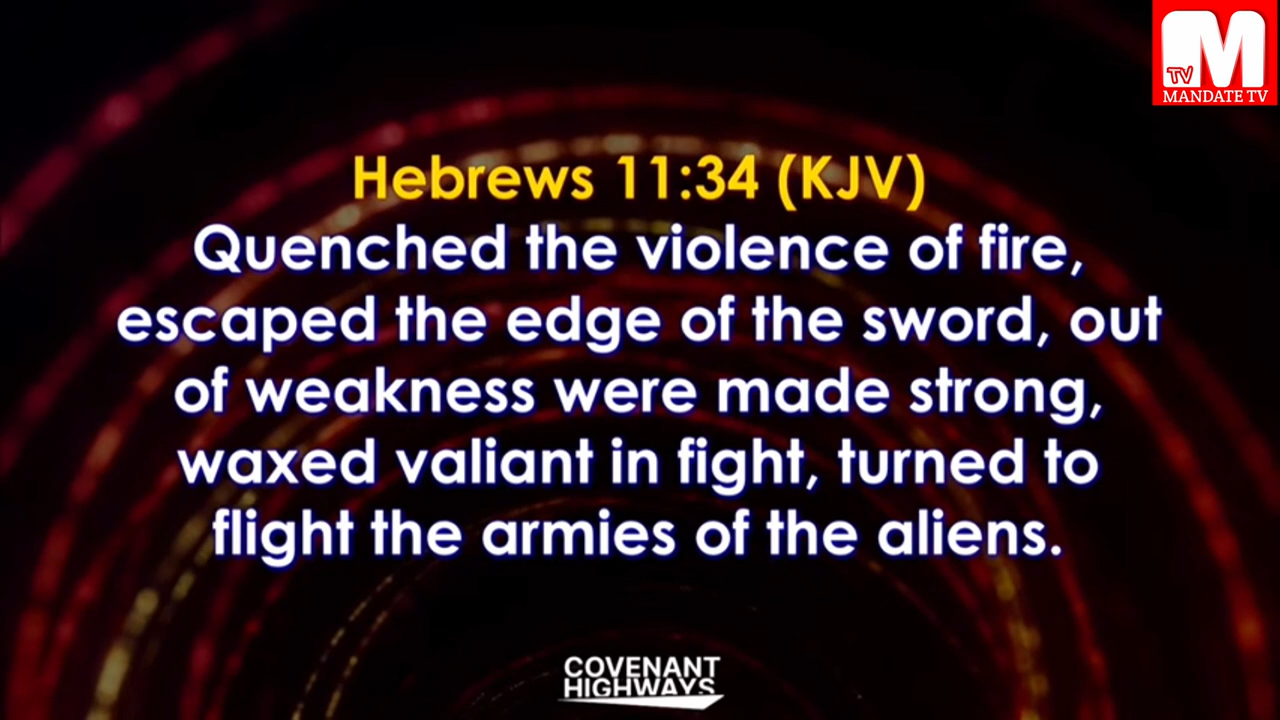 M
TV
MANDATE TV
Hebrews 11:34 (KJV)
Quenched the violence of fire,
escaped the edge of the sword, out
of weakness were made strong,
waxed valiant in fight, turned to
flight the armies of the aliens.
COVENANT
HIGHWAYS